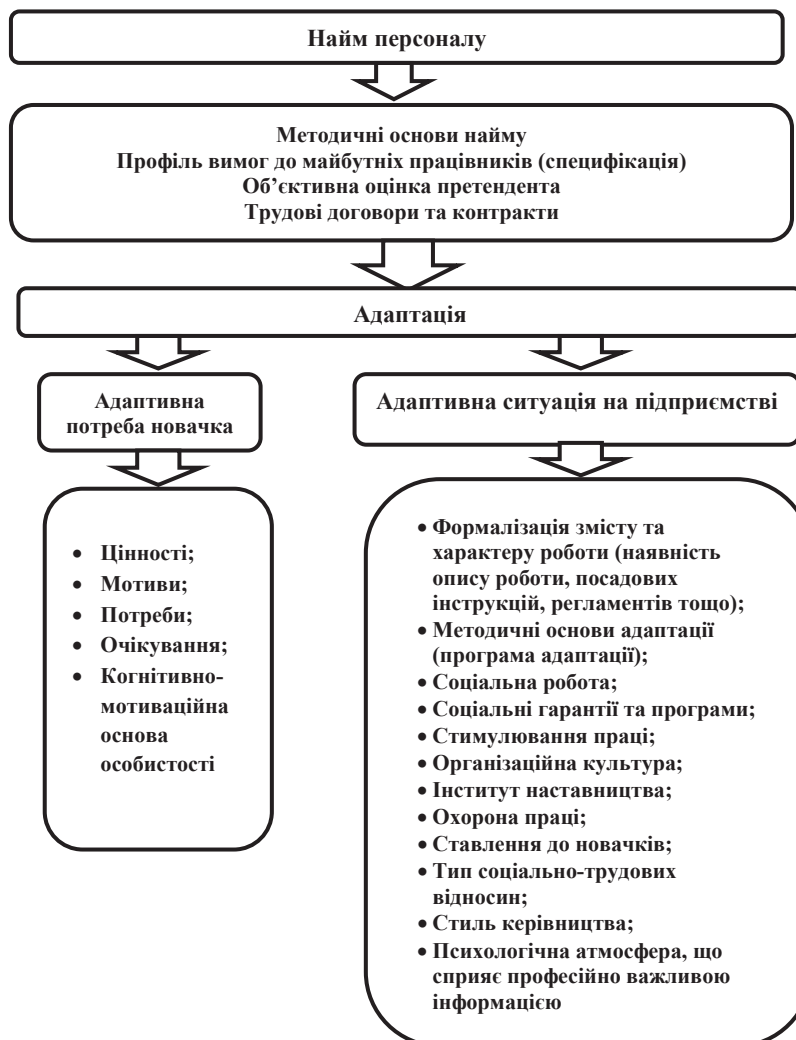 Найм персоналу
Методичні основи найму
Профіль вимог до майбутніх працівників (специфікація)
Об’єктивна оцінка претендента
Трудові договори та контракти
Адаптація
Адаптивна
потреба новачка
Адаптивна ситуація на підприємстві
• Цінності;
• Мотиви;
• Потреби;
• Очікування;
• Когнітивно-
мотиваційна
основа
особистості
• Формалізація змісту та
характеру роботи (наявність
опису роботи, посадових
інструкцій, регламентів тощо);
• Методичні основи адаптації
(програма адаптації);
• Соціальна робота;
• Соціальні гарантії та програми;
• Стимулювання праці;
• Організаційна культура;
• Інститут наставництва;
• Охорона праці;
• Ставлення до новачків;
• Тип соціально-трудових
відносин;
• Стиль керівництва;
• Психологічна атмосфера, що
сприяє професійно важливою
інформацією